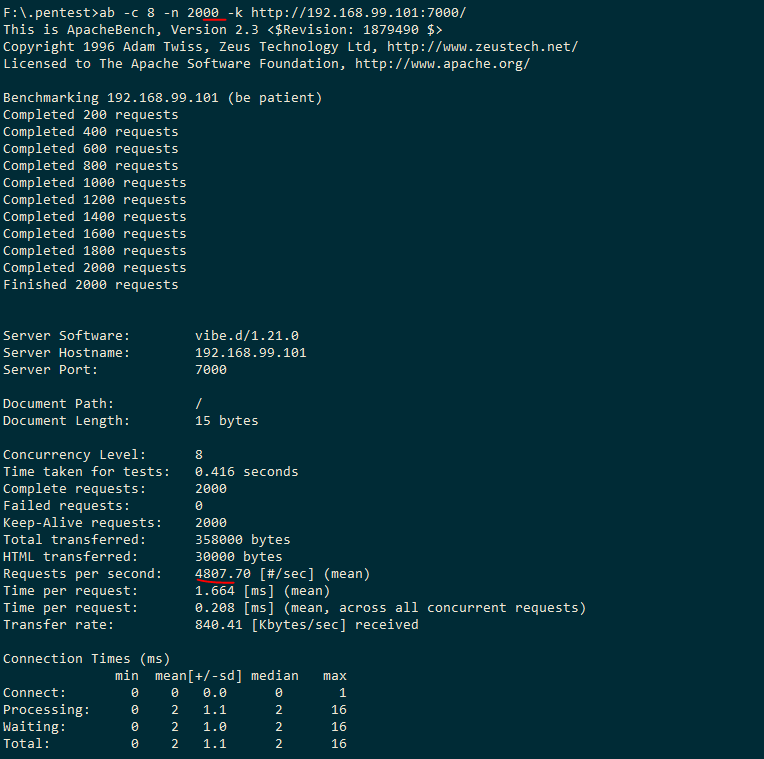 F:\.pentest>ab -c 8 -n 2000 -k http://192.168.99.101:7000/
This is ApacheBench, Version 2.3 <$Revision: 1879490 $>
Copyright 1996 Adam Twiss, Zeus Technology Ltd, http://www.zeustech.net/
Licensed to The Apache Software Foundation, http://www.apache.org/

Benchmarking 192.168.99.101 (be patient)
Completed 200 requests
Completed 400 requests
Completed 600 requests
Completed 800 requests
Completed 1000 requests
Completed 1200 requests
Completed 1400 requests
Completed 1600 requests
Completed 1800 requests
Completed 2000 requests
Finished 2000 requests

Server Software:        vibe.d/1.21.0
Server Hostname:        192.168.99.101
Server Port:            7000

Document Path:          /
Document Length:        15 bytes

Concurrency Level:      8
Time taken for tests:   0.416 seconds
Complete requests:      2000
Failed requests:        0
Keep-Alive requests:    2000
Total transferred:      358000 bytes
HTML transferred:       30000 bytes
Requests per second:    4807.70 [#/sec] (mean)
Time per request:       1.664 [ms] (mean)
Time per request:       0.208 [ms] (mean, across all concurrent requests)
Transfer rate:          840.41 [Kbytes/sec] received

Connection Times (ms)
              min  mean[+/-sd] median   max
Connect:        0    0   0.0      0       1
Processing:     0    2   1.1      2      16
Waiting:        0    2   1.0      2      16
Total:          0    2   1.1      2      16